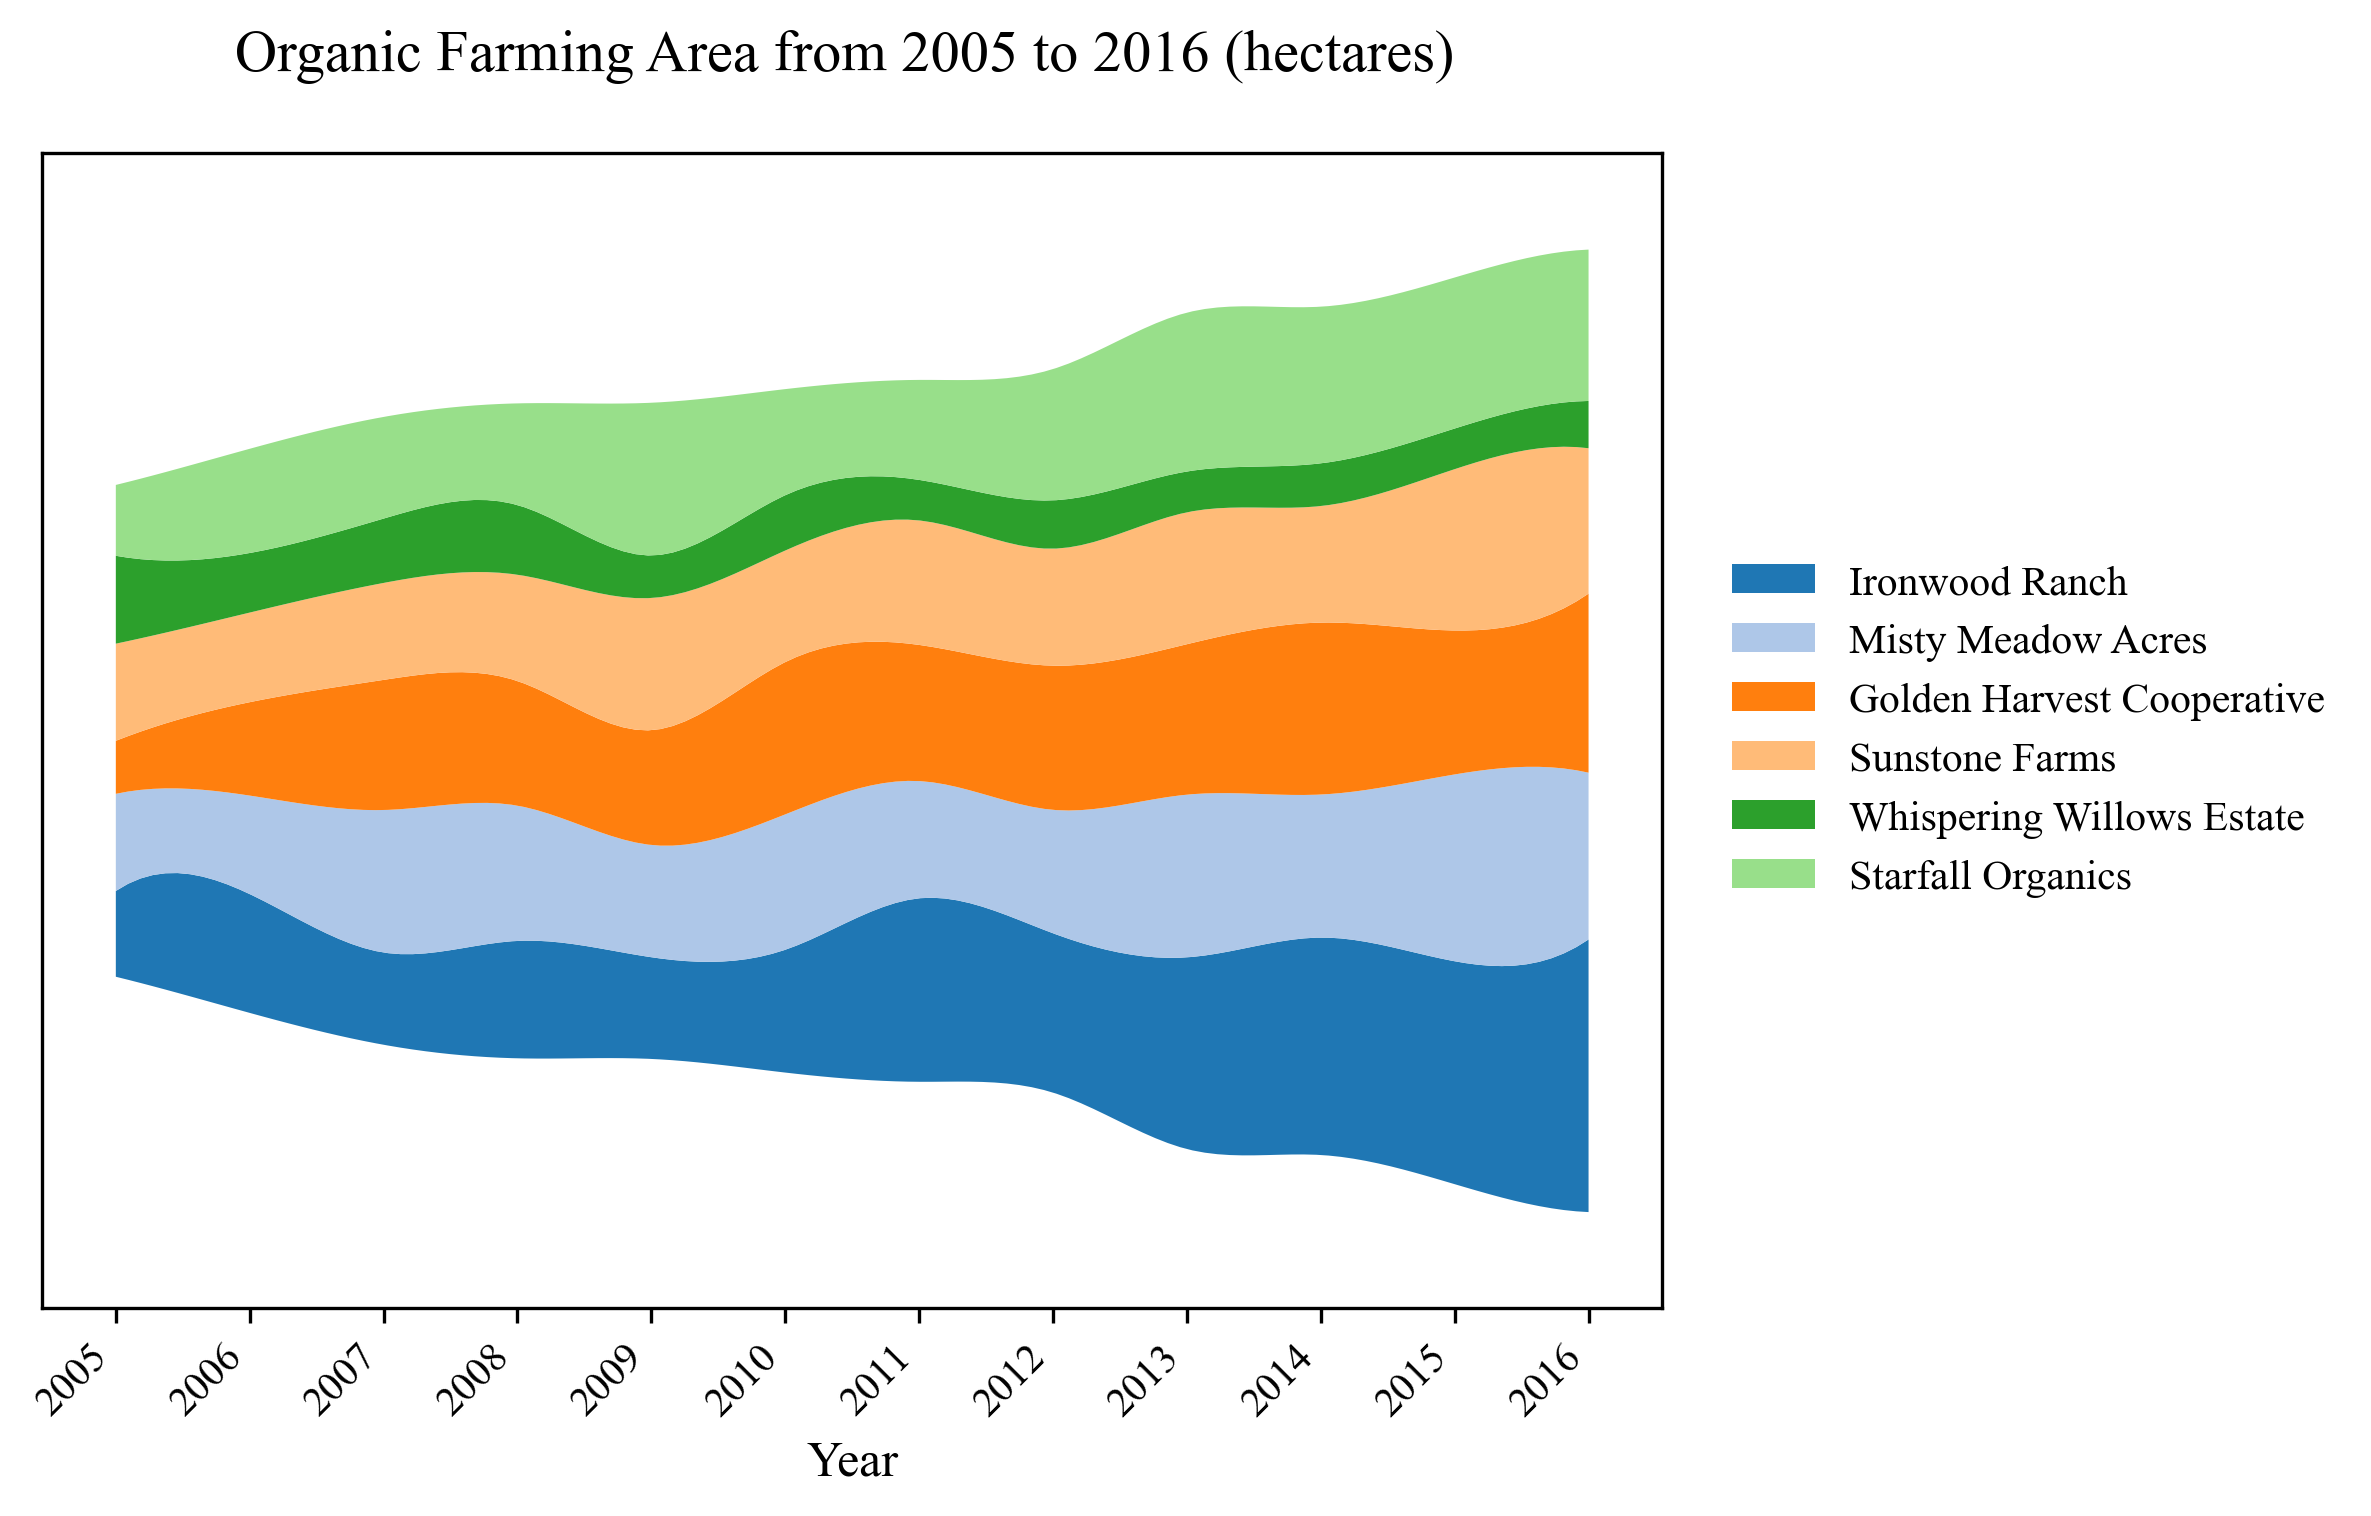 Organic Farming Area from 2005 to 2016 (hectares)
Ironwood Ranch
Misty Meadow Acres
Golden Harvest Cooperative
Sunstone Farms
Whispering Willows Estate
Starfall Organics
2005
2006
2007
2008
2009
2010
2011
2012
2013
2014
2015
2016
Year